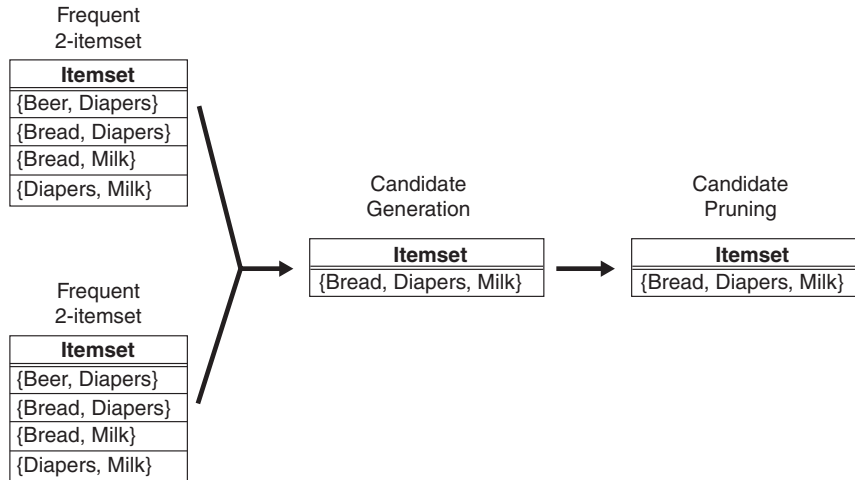 Frequent
2-itemset
Itemset
{Beer, Diapers}
{Bread, Diapers}
{Bread, Milk}
{Diapers, Milk}
Frequent
2-itemset
Itemset
{Beer, Diapers}
{Bread, Diapers}
{Bread, Milk}
{Diapers, Milk}
Candidate
Generation
Itemset
{Bread, Diapers, Milk}
Candidate
Pruning
Itemset
{Bread, Diapers, Milk}